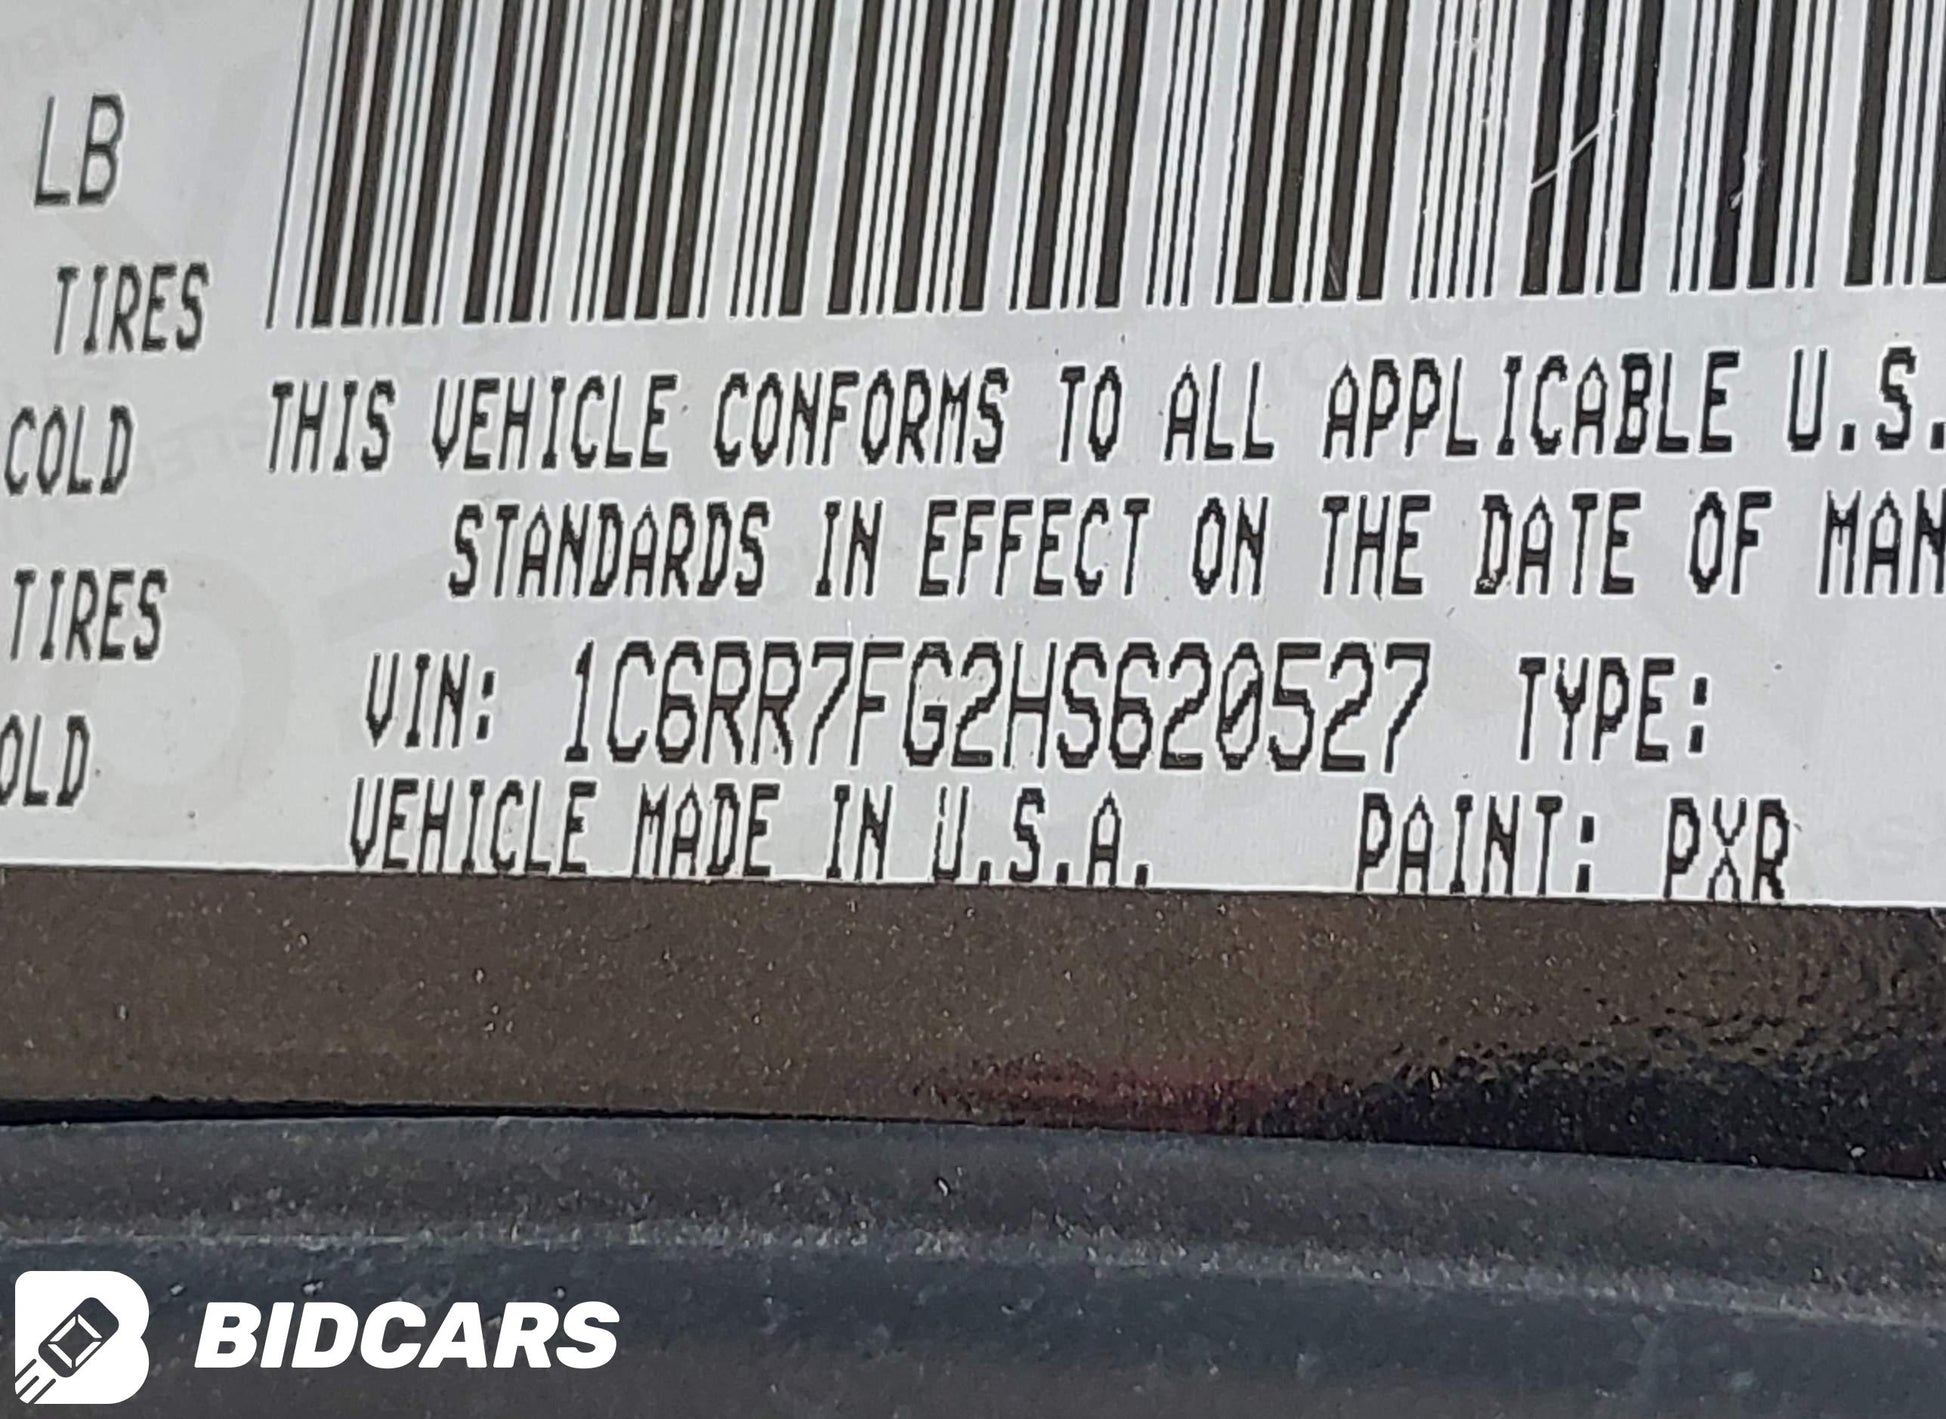 LB
TIRES
COLD
TIRES
OLD
THIS VEHICLE CONFORMS TO ALL APPLICABLE U.S.
STANDARDS IN EFFECT ON THE DATE OF MAN
VIN: 1C6RR7FG2HS620527 TYPE:
VEHICLE MADE IN U.S.A. PAINT: PXR
BIDCARS